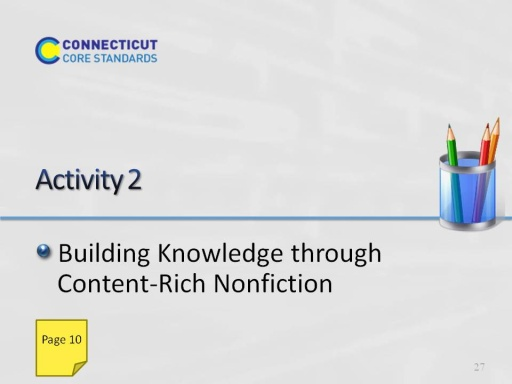 CONNECTICUT
CORE STANDARDS
Activity 2
Building Knowledge through
Content-Rich Nonfiction
Page 10
27